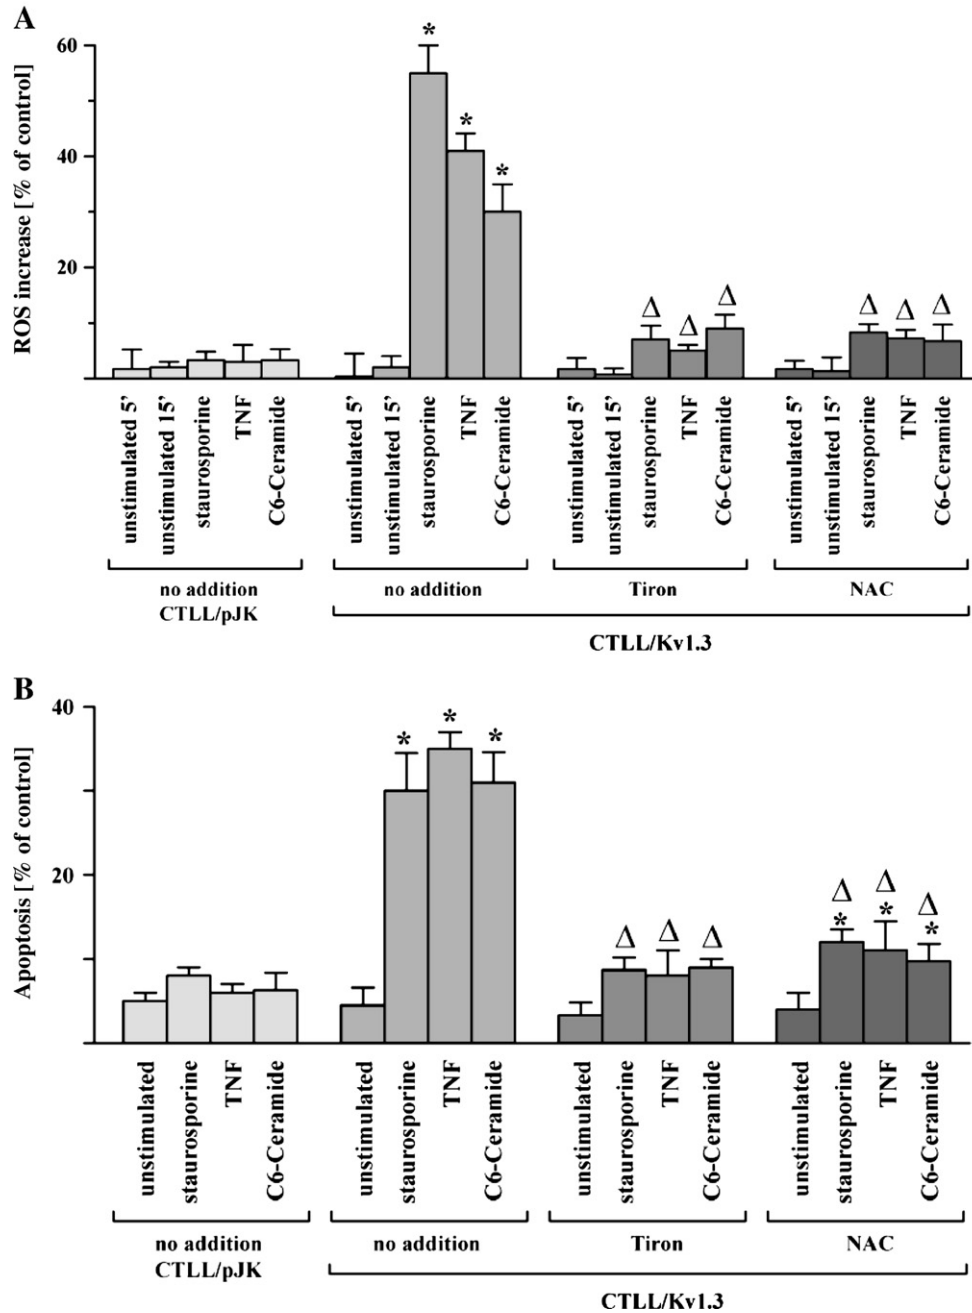 A
ROS increase [% of control]
60
40
20
*
*
*
Δ
Δ
Δ
Δ
Δ
Δ
unstimulated 5’
unstimulated 15’
staurosporine
TNF
C6-Ceramide
unstimulated 5’
unstimulated 15’
staurosporine
TNF
C6-Ceramide
unstimulated 5’
unstimulated 15’
staurosporine
TNF
C6-Ceramide
unstimulated 5’
unstimulated 15’
staurosporine
TNF
C6-Ceramide
no addition
CTLL/pJK
no addition
Tiron
NAC
CTLL/Kv1.3
B
Apoptosis [% of control]
40
20
*
*
*
Δ
Δ
Δ
Δ
*
Δ
*
Δ
*
unstimulated
staurosporine
TNF
C6-Ceramide
unstimulated
staurosporine
TNF
C6-Ceramide
unstimulated
staurosporine
TNF
C6-Ceramide
unstimulated
staurosporine
TNF
C6-Ceramide
no addition
CTLL/pJK
no addition
Tiron
NAC
CTLL/Kv1.3